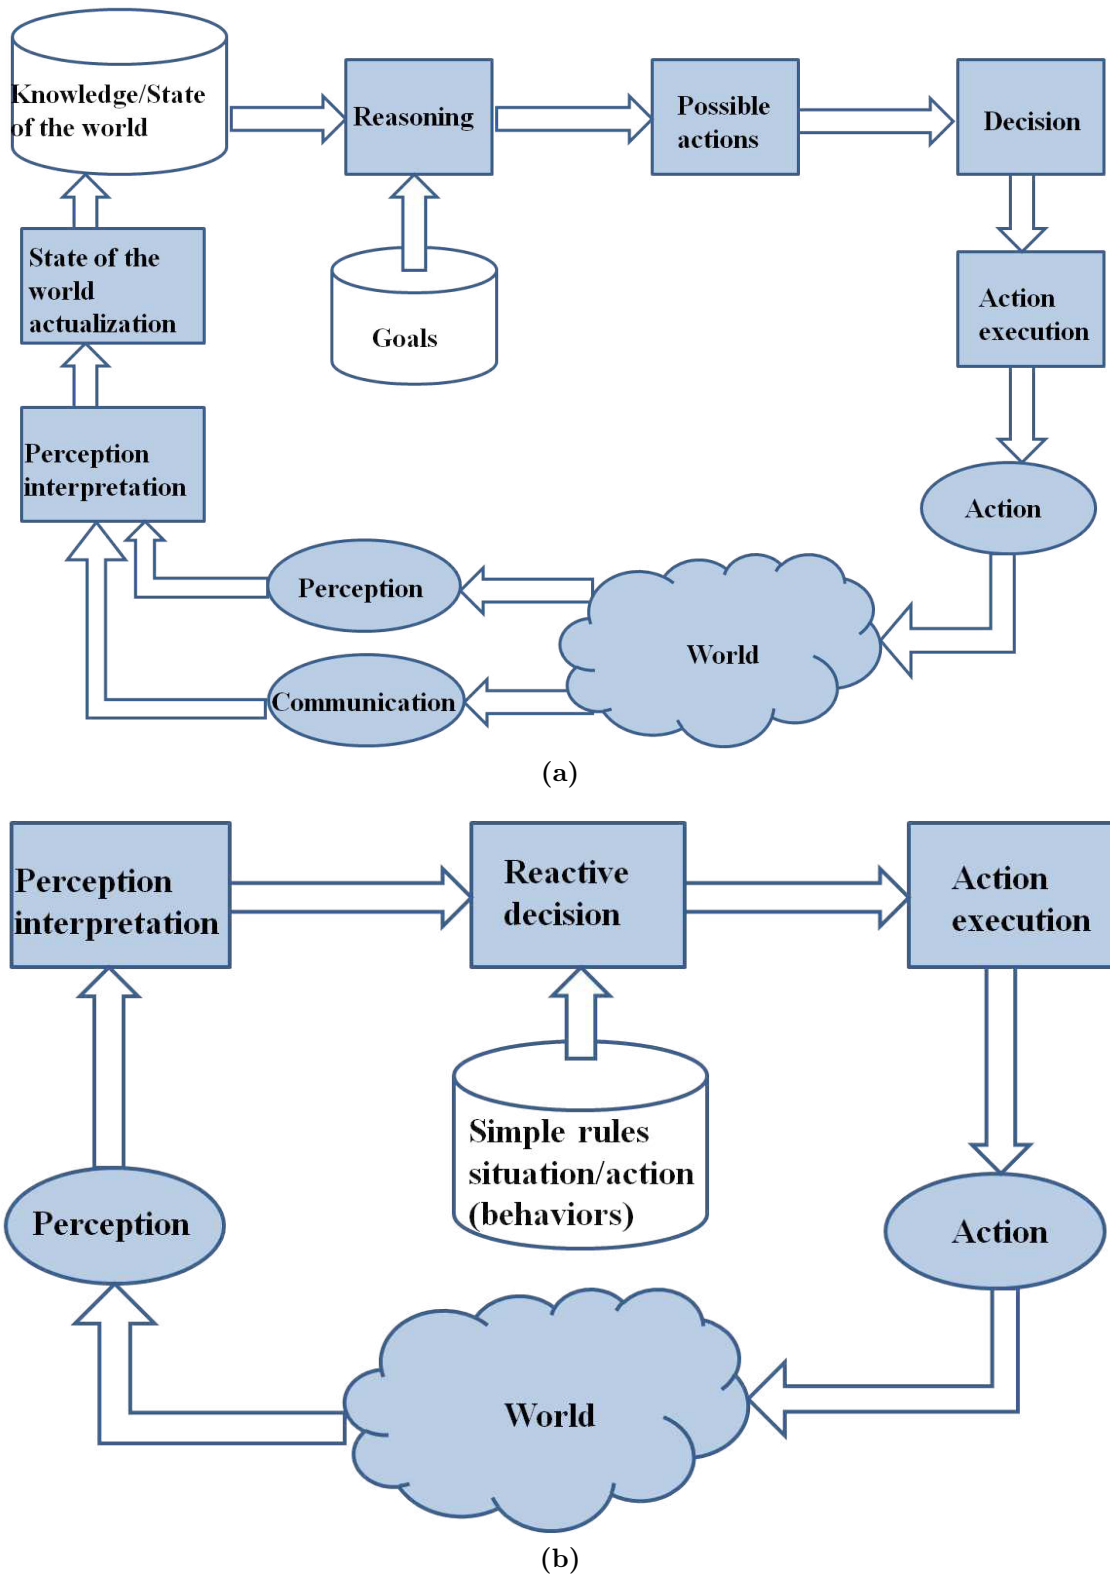 Knowledge/State
of the world
Reasoning
Possible
actions
Decision
State of the
world
actualization
Goals
Action
execution
Perception
interpretation
Action
Perception
World
Communication
(a)
Perception
interpretation
Reactive
decision
Action
execution
Simple rules
situation/action
(behaviors)
Perception
Action
World
(b)